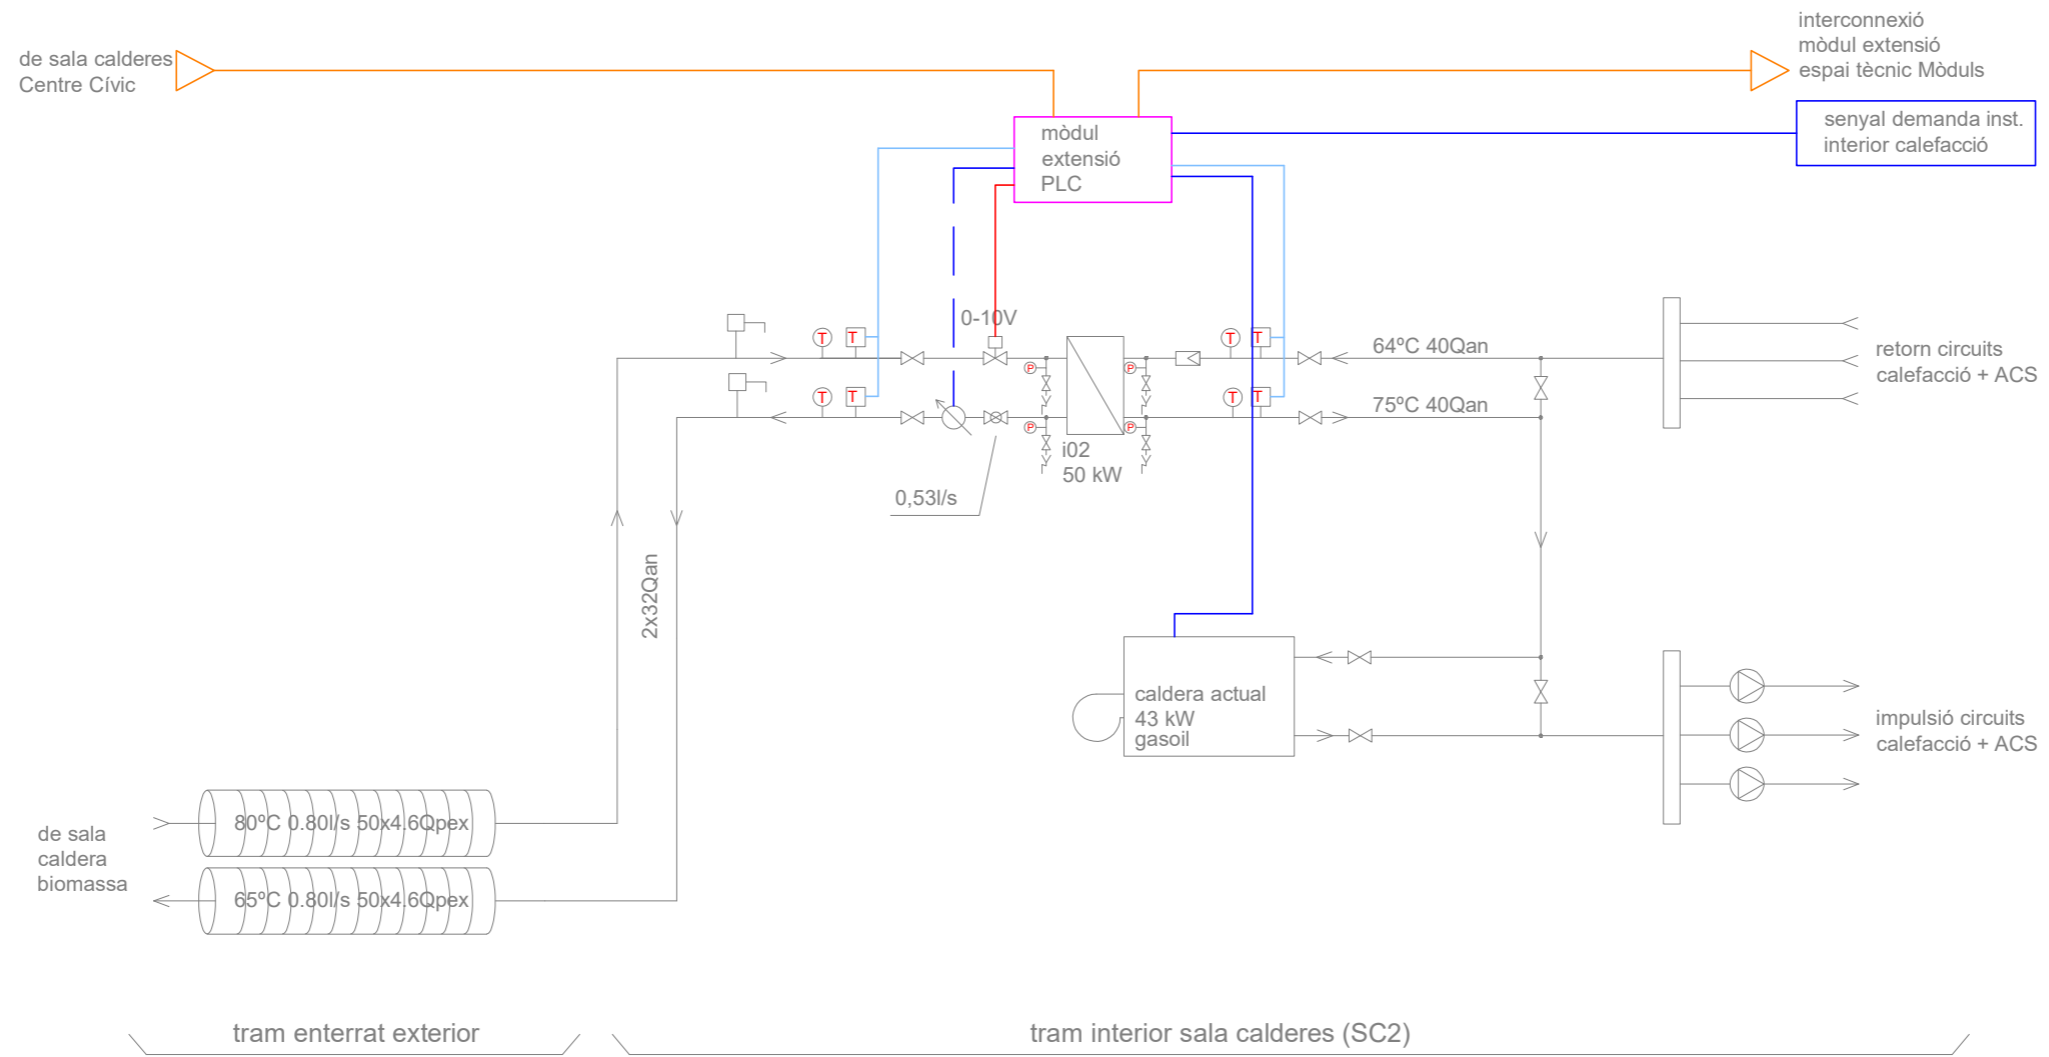 de sala calderes
Centre Cívic
interconnexió
mòdul extensió
espai tècnic Mòduls
mòdul
extensió
PLC
senyal demanda inst.
interior calefacció
0-10V
T
T
T
T
64ºC 40Qan
retorn circuits
calefacció + ACS
P
P
T
T
T
T
75ºC 40Qan
P
P
i02
50 kW
0,53l/s
2x32Qan
caldera actual
43 kW
gasoil
impulsió circuits
calefacció + ACS
de sala
caldera
biomassa
80ºC 0.80l/s 50x4.6Qpex
65ºC 0.80l/s 50x4.6Qpex
tram enterrat exterior
tram interior sala calderes (SC2)